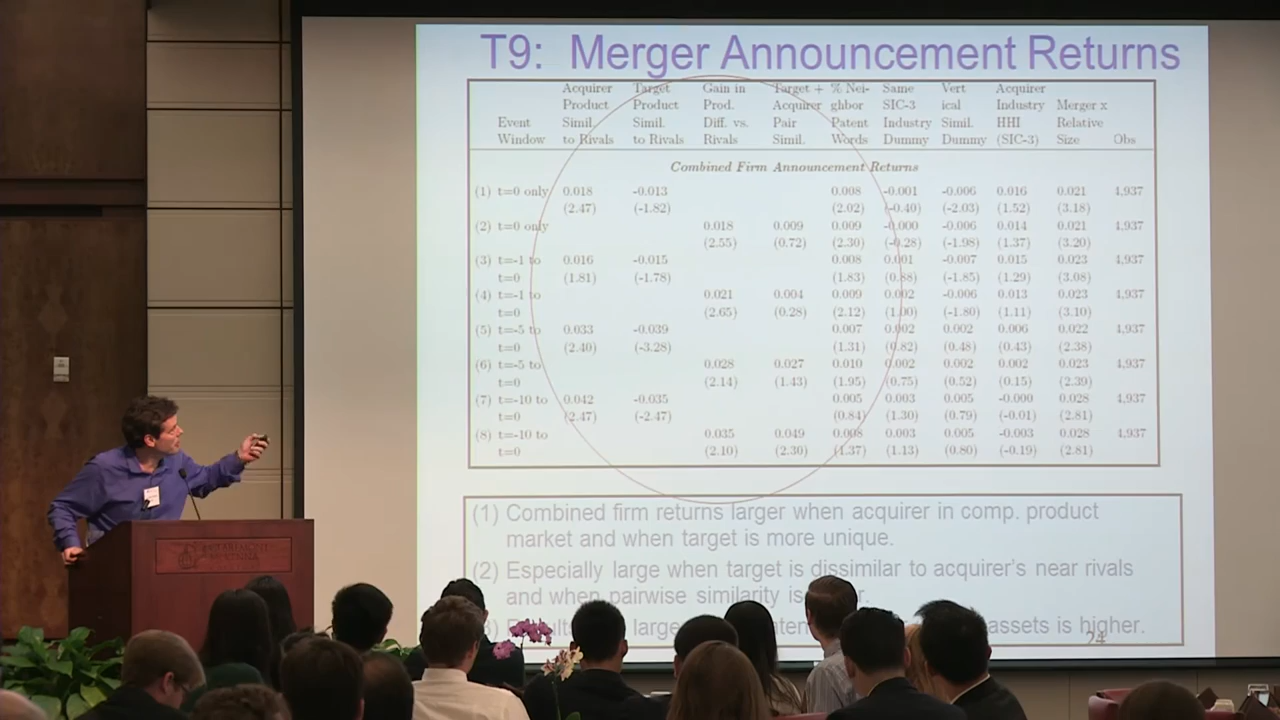 T9: Merger Announcement Returns
Acquirer Target Gain in Target + % Nei- Same Vert Acquirer
Product Product Prod. Acquirer ghbor SIC-3 ical Industry Merger x
Event Simil. Simil. Diff. vs. Pair Patent Industry Simil. HHI Relative
Window to Rivals to Rivals Rivals Simil. Words Dummy Dummy (SIC-3) Size Obs
Combined Firm Announcement Returns
(1) t=0 only 0.018 -0.013 0.008 -0.001 -0.006 0.016 0.021 4,937
(2.47) (-1.82) (2.02) (-0.40) (-2.03) (1.52) (3.18)
(2) t=0 only 0.018 0.009 0.009 -0.000 -0.006 0.014 0.021 4,937
(2.55) (0.72) (2.30) (-0.28) (-1.98) (1.37) (3.20)
(3) t=-1 to 0.016 -0.015 0.008 0.001 -0.007 0.015 0.023 4,937
t=0 (1.81) (-1.78) (1.83) (0.88) (-1.85) (1.29) (3.08)
(4) t=-1 to 0.021 0.004 0.009 0.002 -0.006 0.013 0.023 4,937
t=0 (2.65) (0.28) (2.12) (1.00) (-1.80) (1.11) (3.10)
(5) t=-5 to 0.033 -0.039 0.007 0.002 0.002 0.006 0.022 4,937
t=0 (2.40) (-3.28) (1.31) (0.82) (0.48) (0.43) (2.38)
(6) t=-5 to 0.028 0.027 0.010 0.002 0.002 0.002 0.023 4,937
t=0 (2.14) (1.43) (1.95) (0.75) (0.52) (0.15) (2.39)
(7) t=-10 to 0.042 -0.035 0.005 0.003 0.005 -0.000 0.028 4,937
t=0 (2.47) (-2.47) (0.84) (1.30) (0.79) (-0.01) (2.81)
(8) t=-10 to 0.035 0.049 0.008 0.003 0.005 -0.003 0.028 4,937
t=0 (2.10) (2.30) (1.37) (1.13) (0.80) (-0.19) (2.81)
(1) Combined firm returns larger when acquirer in comp. product
market and when target is more unique.
(2) Especially large when target is dissimilar to acquirer's near rivals
and when pairwise similarity is
large assets is higher.
24